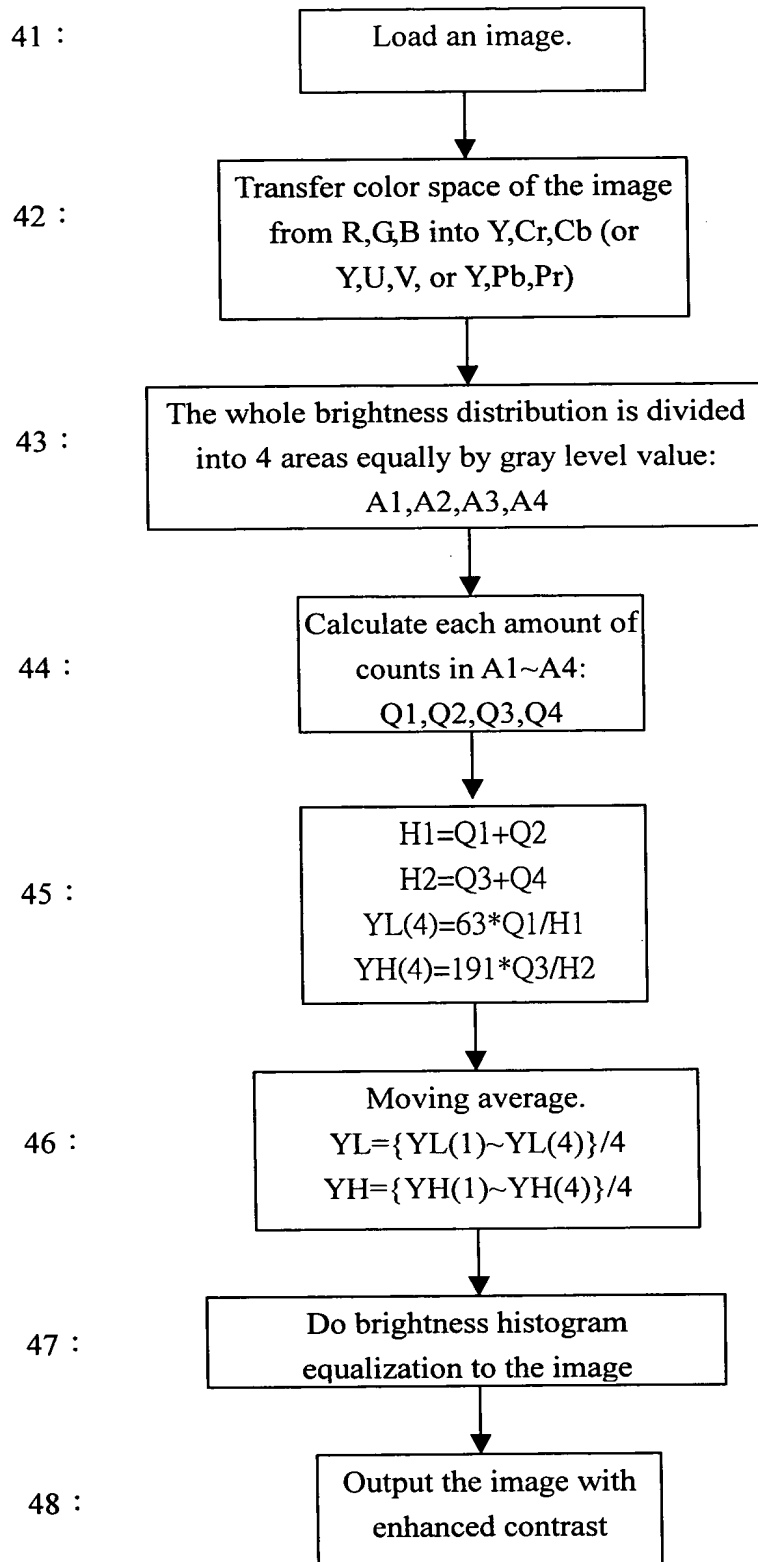 41 :
Load an image.
42 :
Transfer color space of the image
from R,G,B into Y,Cr,Cb (or
Y,U,V, or Y,Pb,Pr)
43 :
The whole brightness distribution is divided
into 4 areas equally by gray level value:
A1,A2,A3,A4
44 :
Calculate each amount of
counts in A1~A4:
Q1,Q2,Q3,Q4
45 :
H1=Q1+Q2
H2=Q3+Q4
YL(4)=63*Q1/H1
YH(4)=191*Q3/H2
46 :
Moving average.
YL={YL(1)~YL(4)}/4
YH={YH(1)~YH(4)}/4
47 :
Do brightness histogram
equalization to the image
48 :
Output the image with
enhanced contrast